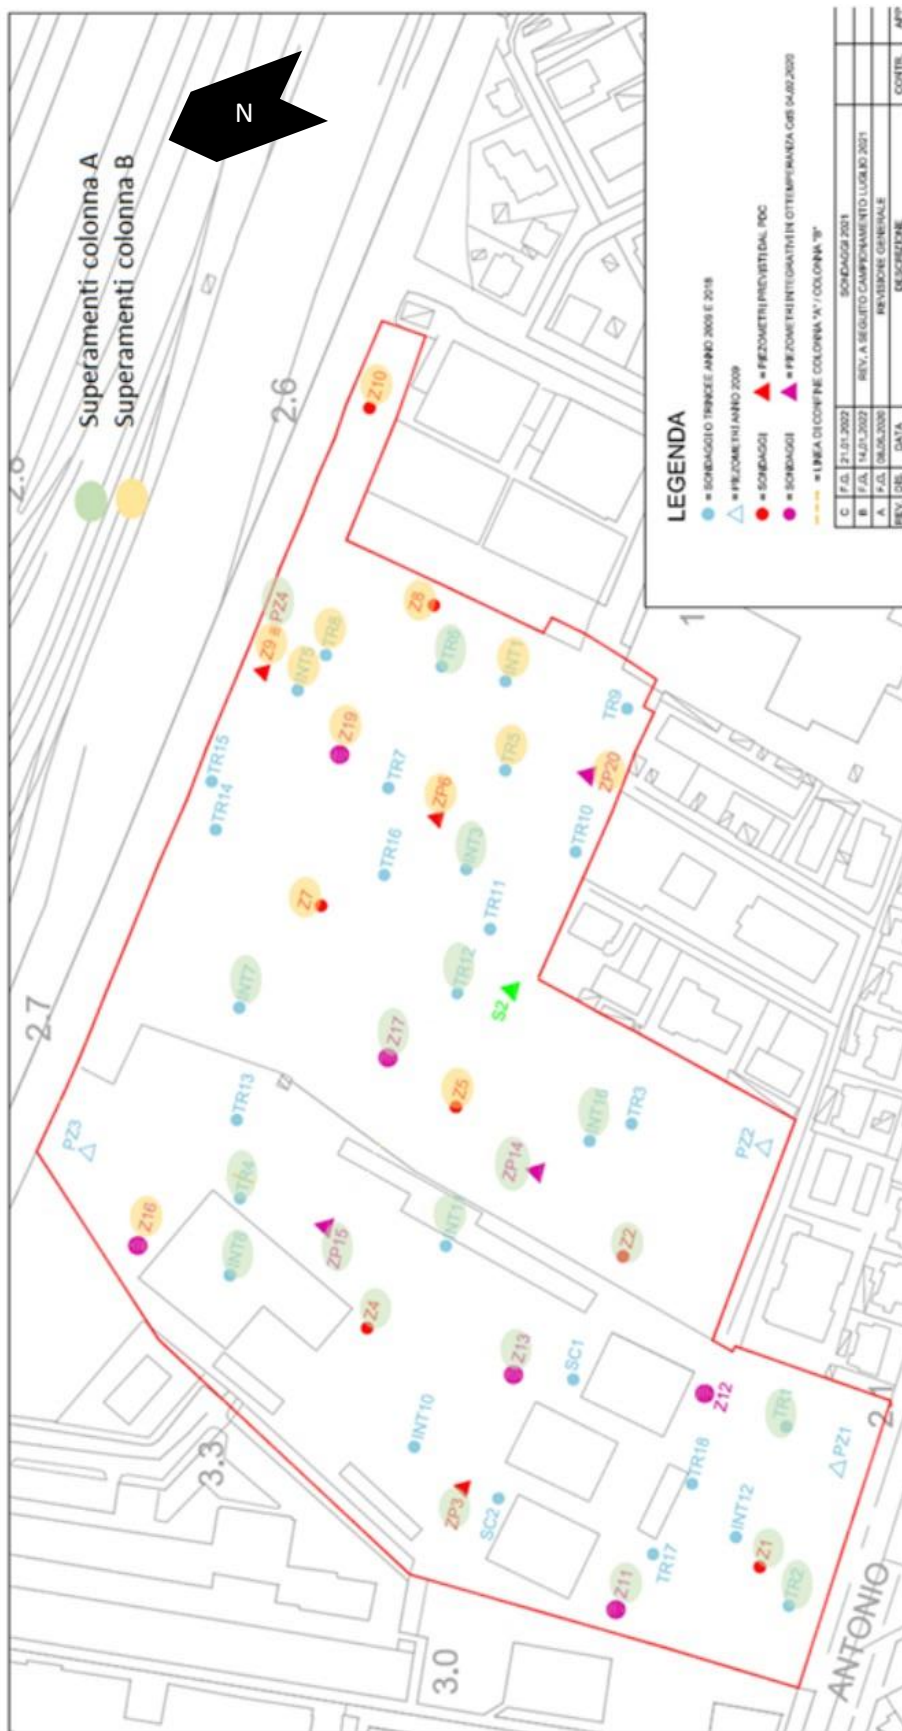 N
Superamenti colonna A
Superamenti colonna B
2.8
2.6
2.7
3.3
3.0
1
2.1
ANTONIO
Z10
Z9 e PZ4
INT5
TR8
Z8
TR6
INT1
TR9
Z19
TR15
TR14
TR7
ZP6
TR5
ZP20
TR16
INT3
TR10
TR11
Z7
INT7
TR12
S2
Z17
Z5
INT16
TR3
PZ2
PZ3
TR13
TR4
Z16
INT6
ZP15
INT11
ZP14
Z2
Z4
Z13
SC1
Z12
INT10
ZP3
SC2
TR18
TR1
PZ1
INT12
TR17
Z11
Z1
TR2
LEGENDA
= SONDAGGI O TRINCEE ANNO 2009 E 2018
= PIEZOMETRI ANNO 2009
= SONDAGGI
= PIEZOMETRI PREVISTI DAL PDC
= SONDAGGI
= PIEZOMETRI INTEGRATIVI IN OTTEMPERANZA CdS 04.02.2020
= LINEA DI CONFINE COLONNA "A" / COLONNA "B"
C F.G. 21.01.2022 SONDAGGI 2021
B F.G. 14.01.2022 REV. A SEGUITO CAMPIONAMENTO LUGLIO 2021
A F.G. 08.06.2020 REVISIONE GENERALE
REV. DIS. DATA DESCRIZIONE CONTR.